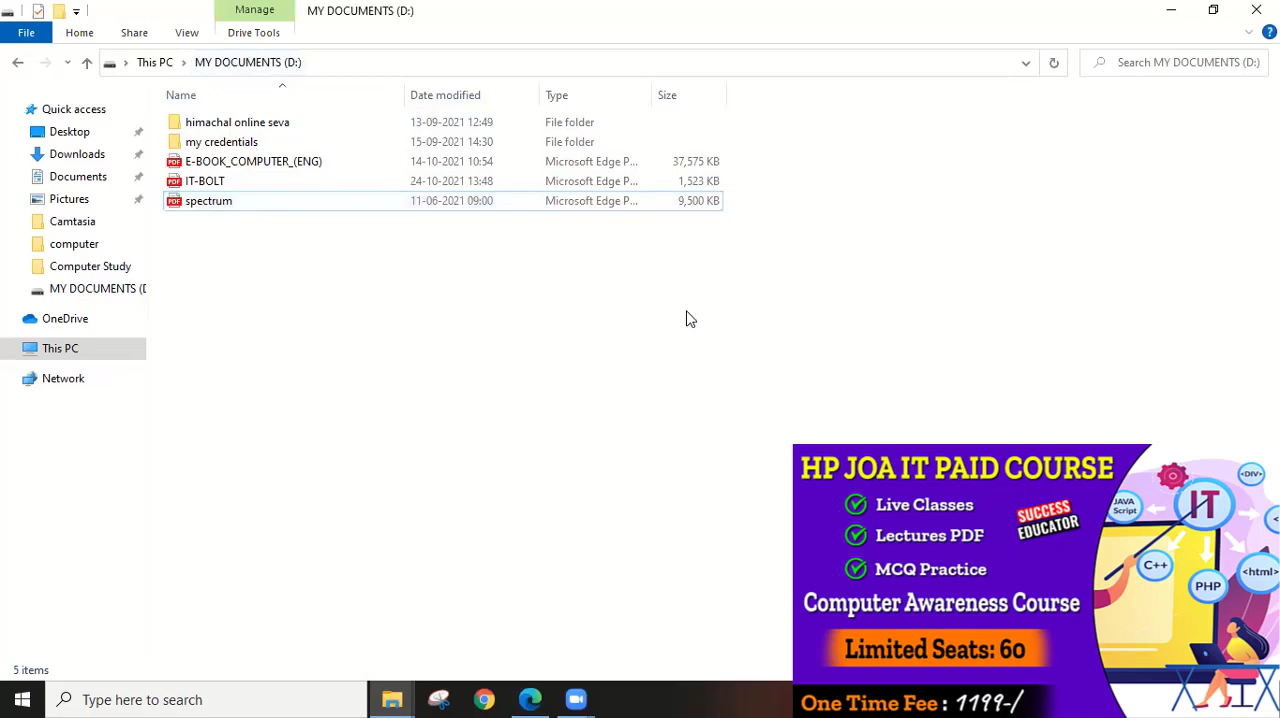 Manage
MY DOCUMENTS (D:)
File
Home
Share
View
Drive Tools
This PC
MY DOCUMENTS (D:)
Search MY DOCUMENTS (D:)
Name
Date modified
Type
Size
Quick access
Desktop
Downloads
Documents
Pictures
Camtasia
computer
Computer Study
MY DOCUMENTS (D
OneDrive
This PC
Network
himachal online seva 13-09-2021 12:49 File folder
my credentials 15-09-2021 14:30 File folder
PDF E-BOOK_COMPUTER_(ENG) 14-10-2021 10:54 Microsoft Edge P... 37,575 KB
PDF IT-BOLT 24-10-2021 13:48 Microsoft Edge P... 1,523 KB
PDF spectrum 11-06-2021 09:00 Microsoft Edge P... 9,500 KB
HP JOA IT PAID COURSE
Live Classes
Lectures PDF
MCQ Practice
SUCCESS
EDUCATOR
Computer Awareness Course
Limited Seats: 60
One Time Fee : 1199-/
IT
<DIV>
JAVA
Script
C++
PHP
<html>
5 items
Type here to search